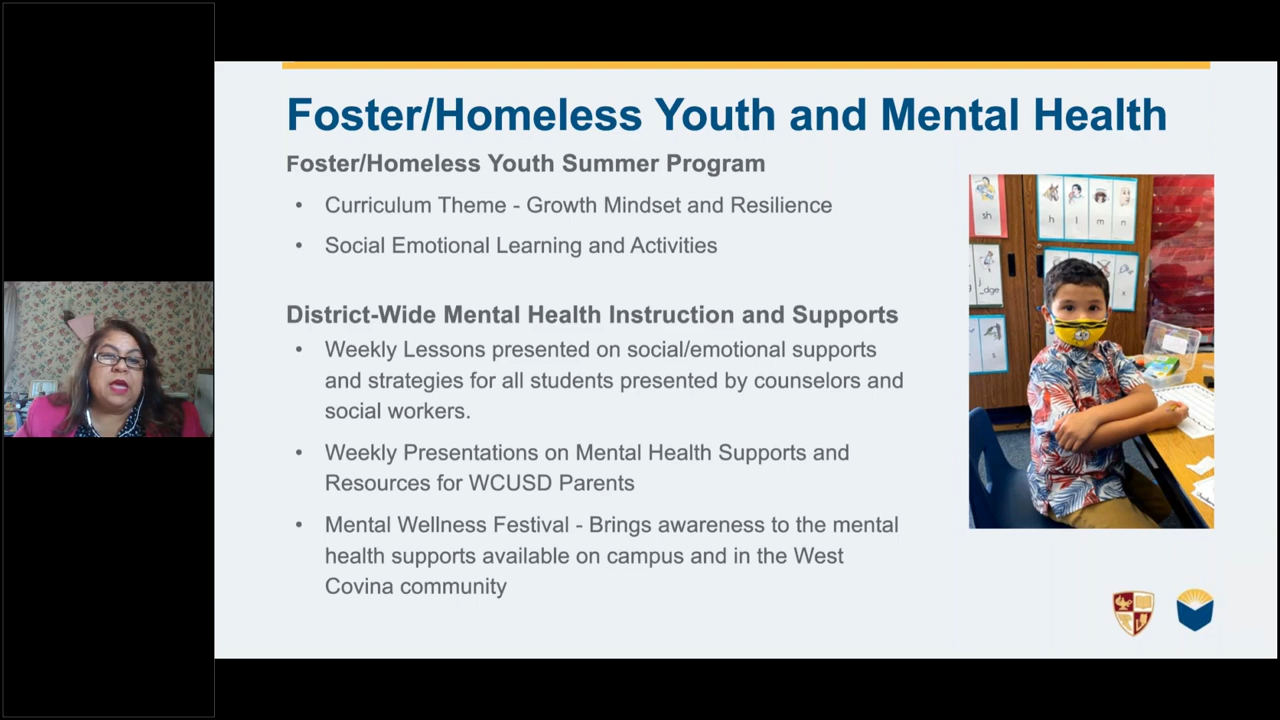 Foster/Homeless Youth and Mental Health
Foster/Homeless Youth Summer Program
• Curriculum Theme - Growth Mindset and Resilience
• Social Emotional Learning and Activities
District-Wide Mental Health Instruction and Supports
• Weekly Lessons presented on social/emotional supports
and strategies for all students presented by counselors and
social workers.
• Weekly Presentations on Mental Health Supports and
Resources for WCUSD Parents
• Mental Wellness Festival - Brings awareness to the mental
health supports available on campus and in the West
Covina community
sh
h l m n
_dge